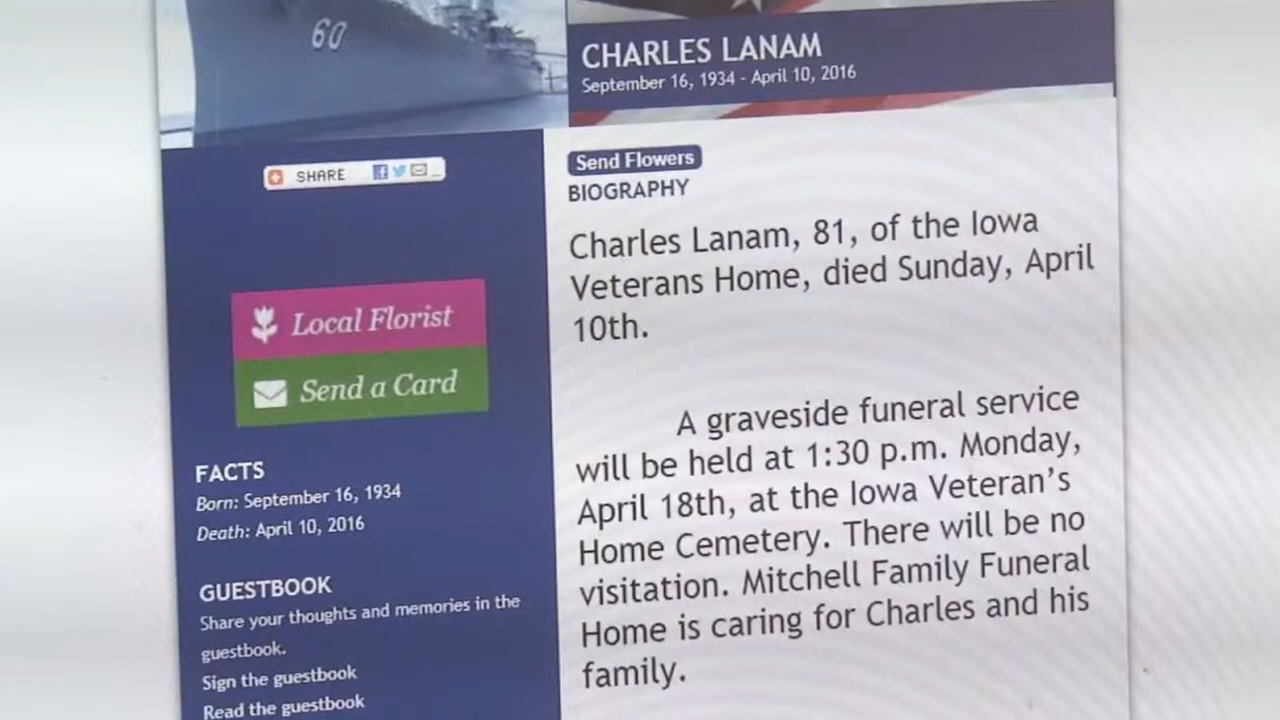 60
CHARLES LANAM
September 16, 1934 - April 10, 2016
SHARE
Local Florist
Send a Card
FACTS
Born: September 16, 1934
Death: April 10, 2016
GUESTBOOK
Share your thoughts and memories in the
guestbook.
Sign the guestbook
Read the guestbook
Send Flowers
BIOGRAPHY
Charles Lanam, 81, of the Iowa
Veterans Home, died Sunday, April
10th.
A graveside funeral service
will be held at 1:30 p.m. Monday,
April 18th, at the Iowa Veteran's
Home Cemetery. There will be no
visitation. Mitchell Family Funeral
Home is caring for Charles and his
family.